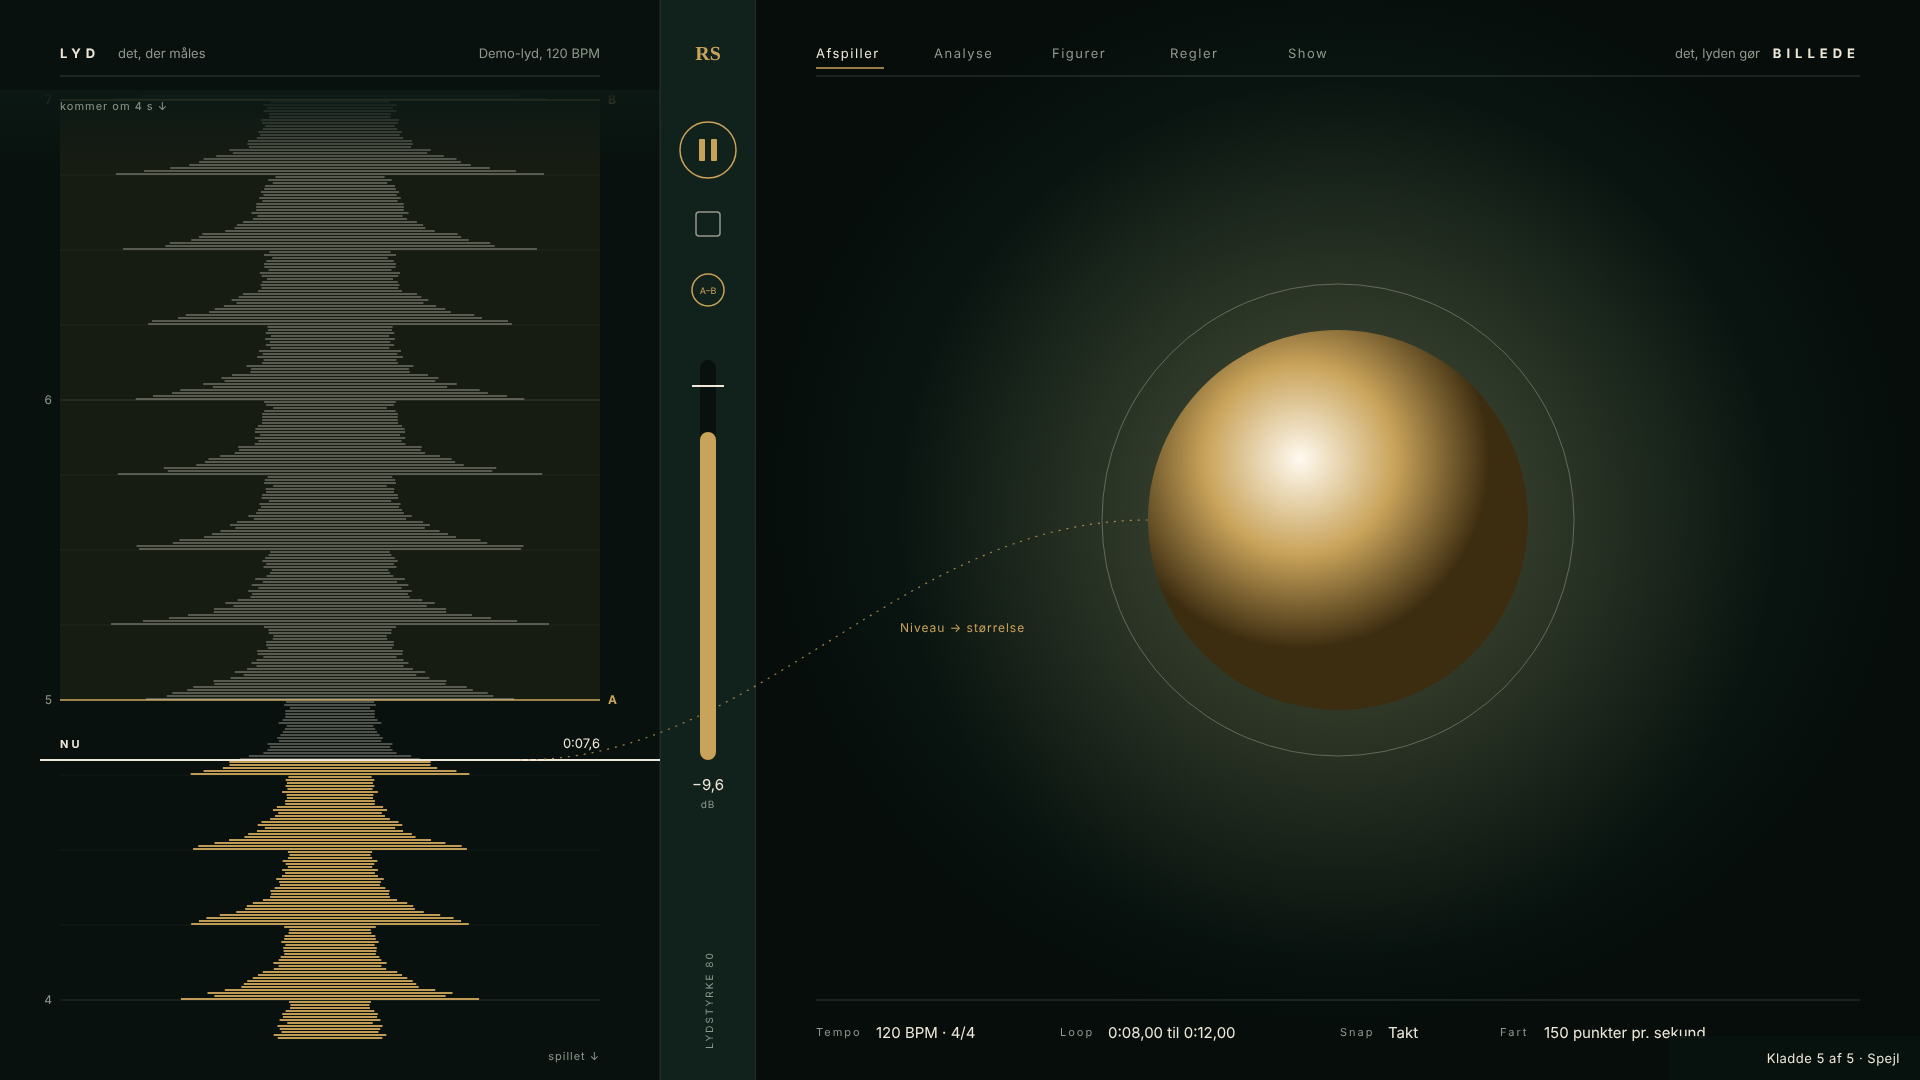 LYD det, der måles Demo-lyd, 120 BPM
RS
Afspiller Analyse Figurer Regler Show
det, lyden gør BILLEDE
7 B
kommer om 4 s ↓
A–B
6
Niveau → størrelse
5 A
NU 0:07,6
−9,6
dB
4
LYDSTYRKE 80
spillet ↓
Tempo 120 BPM · 4/4 Loop 0:08,00 til 0:12,00 Snap Takt Fart 150 punkter pr. sekund
Kladde 5 af 5 · Spejl